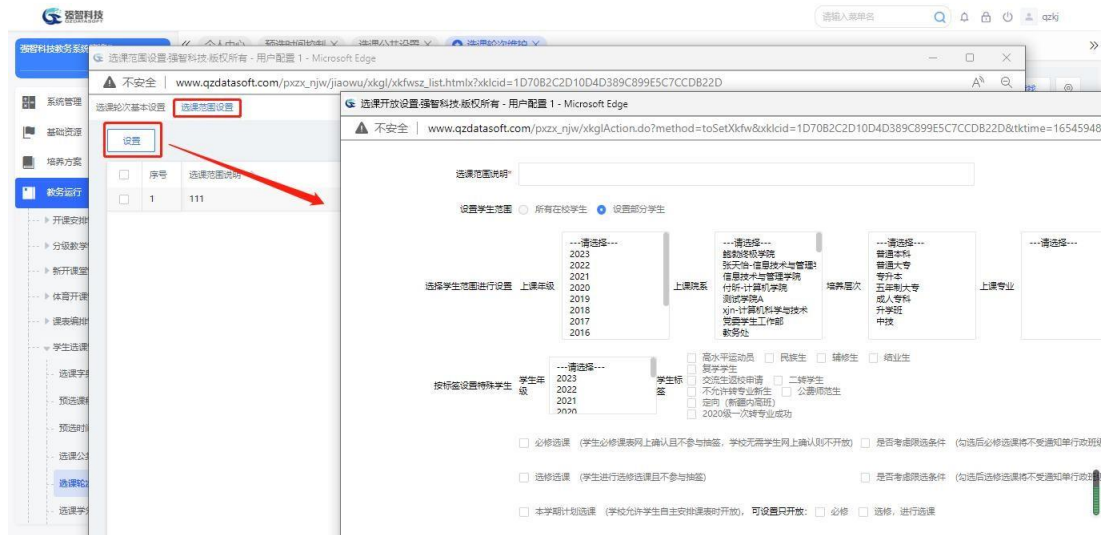 强智科技
QZDATASOFT
请输入菜单名
qzkj
强智科技教务系统
个人中心 预选时间控制 选课公共设置 选课轮次维护
选课范围设置-强智科技-版权所有 - 用户配置 1 - Microsoft Edge
不安全 www.qzdatasoft.com/pxzx_njw/jiaowu/xkgl/xkfwsz_list.htmlx?xklcid=1D70B2C2D10D4D389C899E5C7CCDB22D
系统管理
基础资源
培养方案
教务运行
开课安排
分级教学
新开课堂
体育开课
课表编排
学生选课
选课学
预选课
预选时
选课公
选课轮
选课学
选课轮次基本设置 选课范围设置
设置
序号 选课范围说明
1 111
选课开放设置-强智科技-版权所有 - 用户配置 1 - Microsoft Edge
不安全 www.qzdatasoft.com/pxzx_njw/xkglAction.do?method=toSetXkfw&xklcid=1D70B2C2D10D4D389C899E5C7CCDB22D&tktime=16545948
选课范围说明*
设置学生范围 所有在校学生 设置部分学生
选择学生范围进行设置
上课年级
---请选择---
2023
2022
2021
2020
2019
2018
2017
2016
上课院系
---请选择---
张天怡-信息技术与管理
信息技术与管理学院
付昕-计算机学院
测试学院A
xjn-计算机科学与技术
党委学生工作部
教务处
培养层次
---请选择---
普通本科
普通大专
专升本
五年制大专
成人专科
升学班
中技
上课专业
---请选择---
按标签设置特殊学生
学生年级
---请选择---
2023
2022
2021
2020
学生标签
高水平运动员 民族生 辅修生 结业生
复学学生
交流生返校申请 二转学生
不允许转专业新生 公费师范生
定向（新疆内高班）
2020级一次转专业成功
必修选课 (学生必修课表网上确认且不参与抽签，学校无需学生网上确认则不开放) 是否考虑限选条件 (勾选后必修选课将不受通知单行政班级
选修选课 (学生进行选修选课且不参与抽签) 是否考虑限选条件 (勾选后选修选课将不受通知单行政班
本学期计划选课 (学校允许学生自主安排课表时开放)，可设置只开放： 必修 选修，进行选课